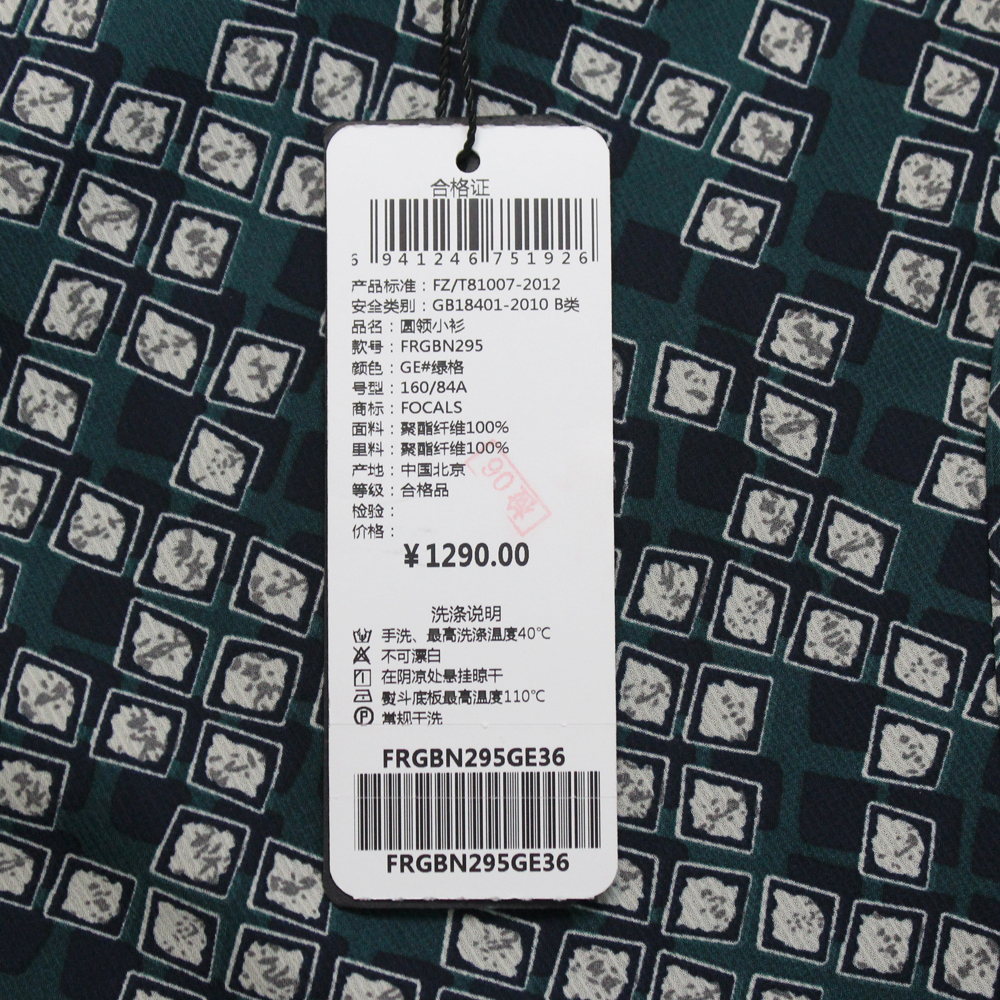 合格证
6 941246 751926
产品标准：FZ/T81007-2012
安全类别：GB18401-2010 B类
品名：圆领小衫
款号：FRGBN295
颜色：GE#绿格
号型：160/84A
商标：FOCALS
面料：聚酯纤维100%
里料：聚酯纤维100%
产地：中国北京
等级：合格品
检验：
检 06
价格：
￥1290.00
洗涤说明
手洗、最高洗涤温度40℃
不可漂白
在阴凉处悬挂晾干
熨斗底板最高温度110℃
P 常规干洗
FRGBN295GE36
FRGBN295GE36